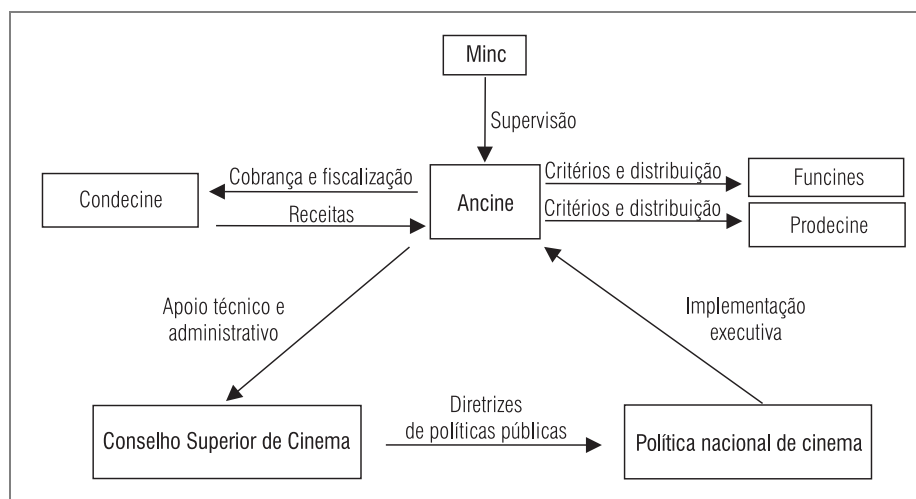 Minc
Supervisão
Cobrança e fiscalização
Critérios e distribuição
Funcines
Condecine
Ancine
Receitas
Critérios e distribuição
Prodecine
Apoio técnico e
administrativo
Implementação
executiva
Conselho Superior de Cinema
Diretrizes
de políticas públicas
Política nacional de cinema